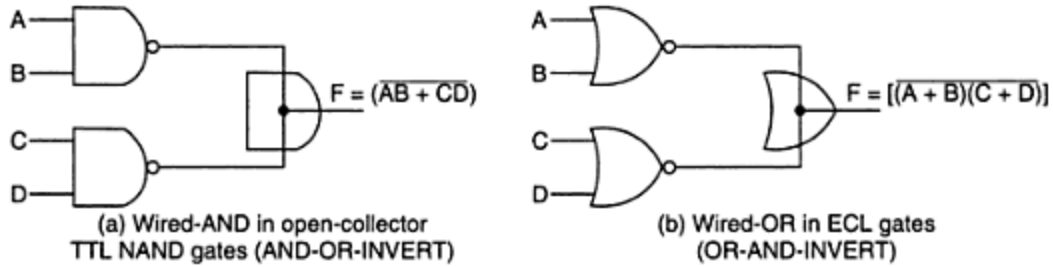 A
B
C
D
F = (AB + CD)
(a) Wired-AND in open-collector
TTL NAND gates (AND-OR-INVERT)
A
B
C
D
F = [(A + B)(C + D)]
(b) Wired-OR in ECL gates
(OR-AND-INVERT)